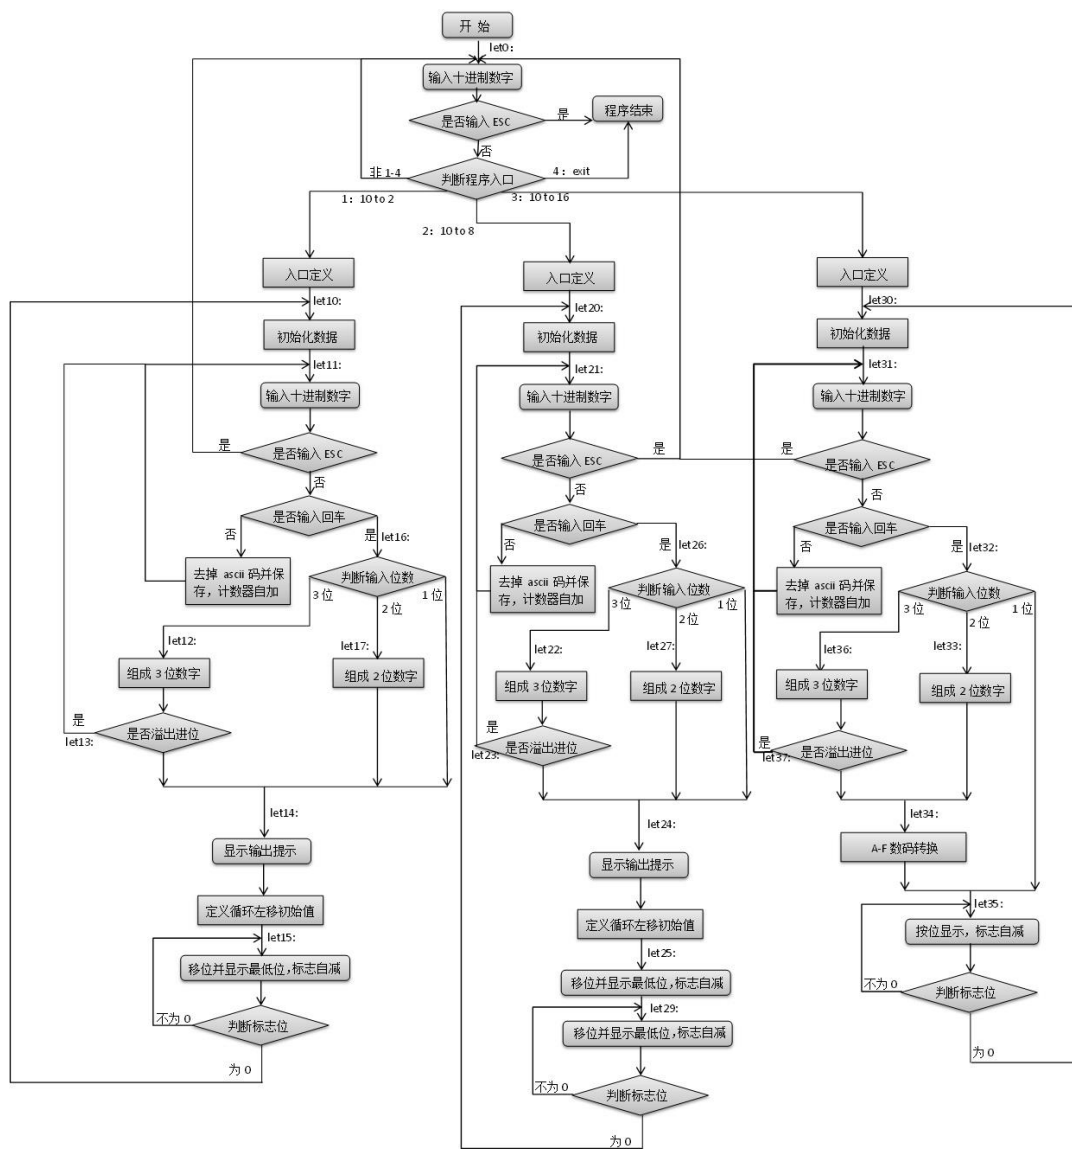 开 始
let0:
输入十进制数字
是否输入 ESC
是
程序结束
否
非 1-4
判断程序入口
4：exit
1：10 to 2
2：10 to 8
3：10 to 16
入口定义
let10:
初始化数据
let11:
输入十进制数字
是
是否输入 ESC
否
是否输入回车
否
是
let16:
去掉 ascii 码并保
存，计数器自加
判断输入位数
3 位
2 位
1 位
let12:
let17:
组成 3 位数字
组成 2 位数字
是
let13:
是否溢出进位
let14:
显示输出提示
定义循环左移初始值
let15:
移位并显示最低位,标志自减
不为 0
判断标志位
为 0
入口定义
let20:
初始化数据
let21:
输入十进制数字
是否输入 ESC
是
否
是否输入回车
否
是
let26:
去掉 ascii 码并保
存，计数器自加
判断输入位数
3 位
2 位
1 位
let22:
let27:
组成 3 位数字
组成 2 位数字
是
let23:
是否溢出进位
let24:
显示输出提示
定义循环左移初始值
let25:
移位并显示最低位,标志自减
let29:
移位并显示最低位,标志自减
不为 0
判断标志位
为 0
入口定义
let30:
初始化数据
let31:
输入十进制数字
是
是否输入 ESC
否
是否输入回车
否
是
let32:
去掉 ascii 码并保
存，计数器自加
判断输入位数
3 位
2 位
1 位
let36:
let33:
组成 3 位数字
组成 2 位数字
是
let37:
是否溢出进位
let34:
A-F 数码转换
let35:
按位显示，标志自减
不为 0
判断标志位
为 0